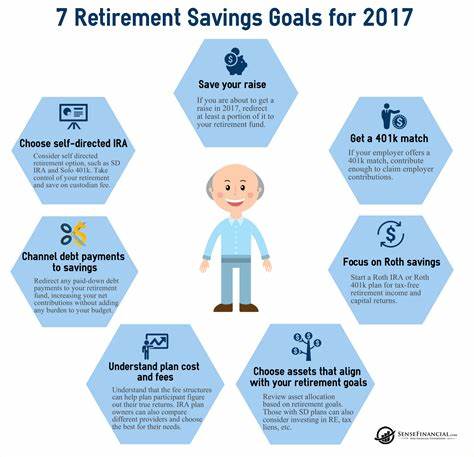 7 Retirement Savings Goals for 2017
Save your raise
If you are about to get a
raise in 2017, redirect
at least a portion of it to
your retirement fund.
Get a 401k match
If your employer offers a
401k match, contribute
enough to claim employer
contributions.
Focus on Roth savings
Start a Roth IRA or Roth
401k plan for tax-free
retirement income and
capital returns.
Choose assets that align
with your retirement goals
Review asset allocation
based on retirement goals.
Those with SD plans can also
consider investing in RE, tax
liens, etc.
Understand plan cost
and fees
Understand that the fee structures
can help plan participant figure
out their true returns. IRA plan
owners can also compare
different providers and choose
the best for their needs.
Channel debt payments
to savings
Redirect any paid-down debt
payments to your retirement
fund, increasing your net
contributions without adding
any burden to your budget.
Choose self-directed IRA
Consider self directed
retirement option, such as SD
IRA and Solo 401k. Take
control of your retirement
and save on custodian fee.
SENSEFINANCIAL.COM